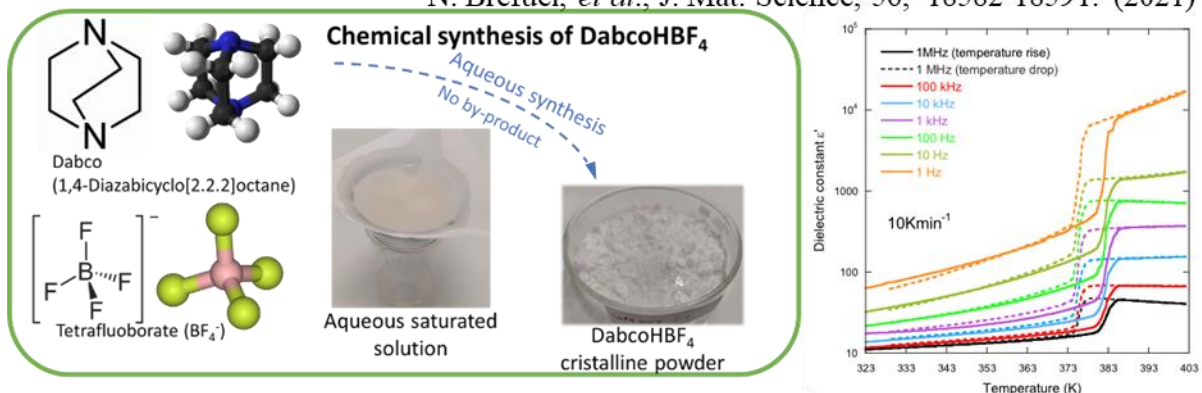 N. Brefuel, et al., J. Mat. Science, 56, 18582-18591. (2021)
Chemical synthesis of DabcoHBF4
Aqueous synthesis
No by-product
N
N
Dabco
(1,4-Diazabicyclo[2.2.2]octane)
F
B
F
F
F
−
Tetrafluoborate (BF4-)
Aqueous saturated
solution
DabcoHBF4
cristalline powder
Dielectric constant ε'
10^5
10^4
1000
100
10
1MHz (temperature rise)
1 MHz (temperature drop)
100 kHz
10 kHz
1 kHz
100 Hz
10 Hz
1 Hz
10Kmin-1
323 333 343 353 363 373 383 393 403
Temperature (K)